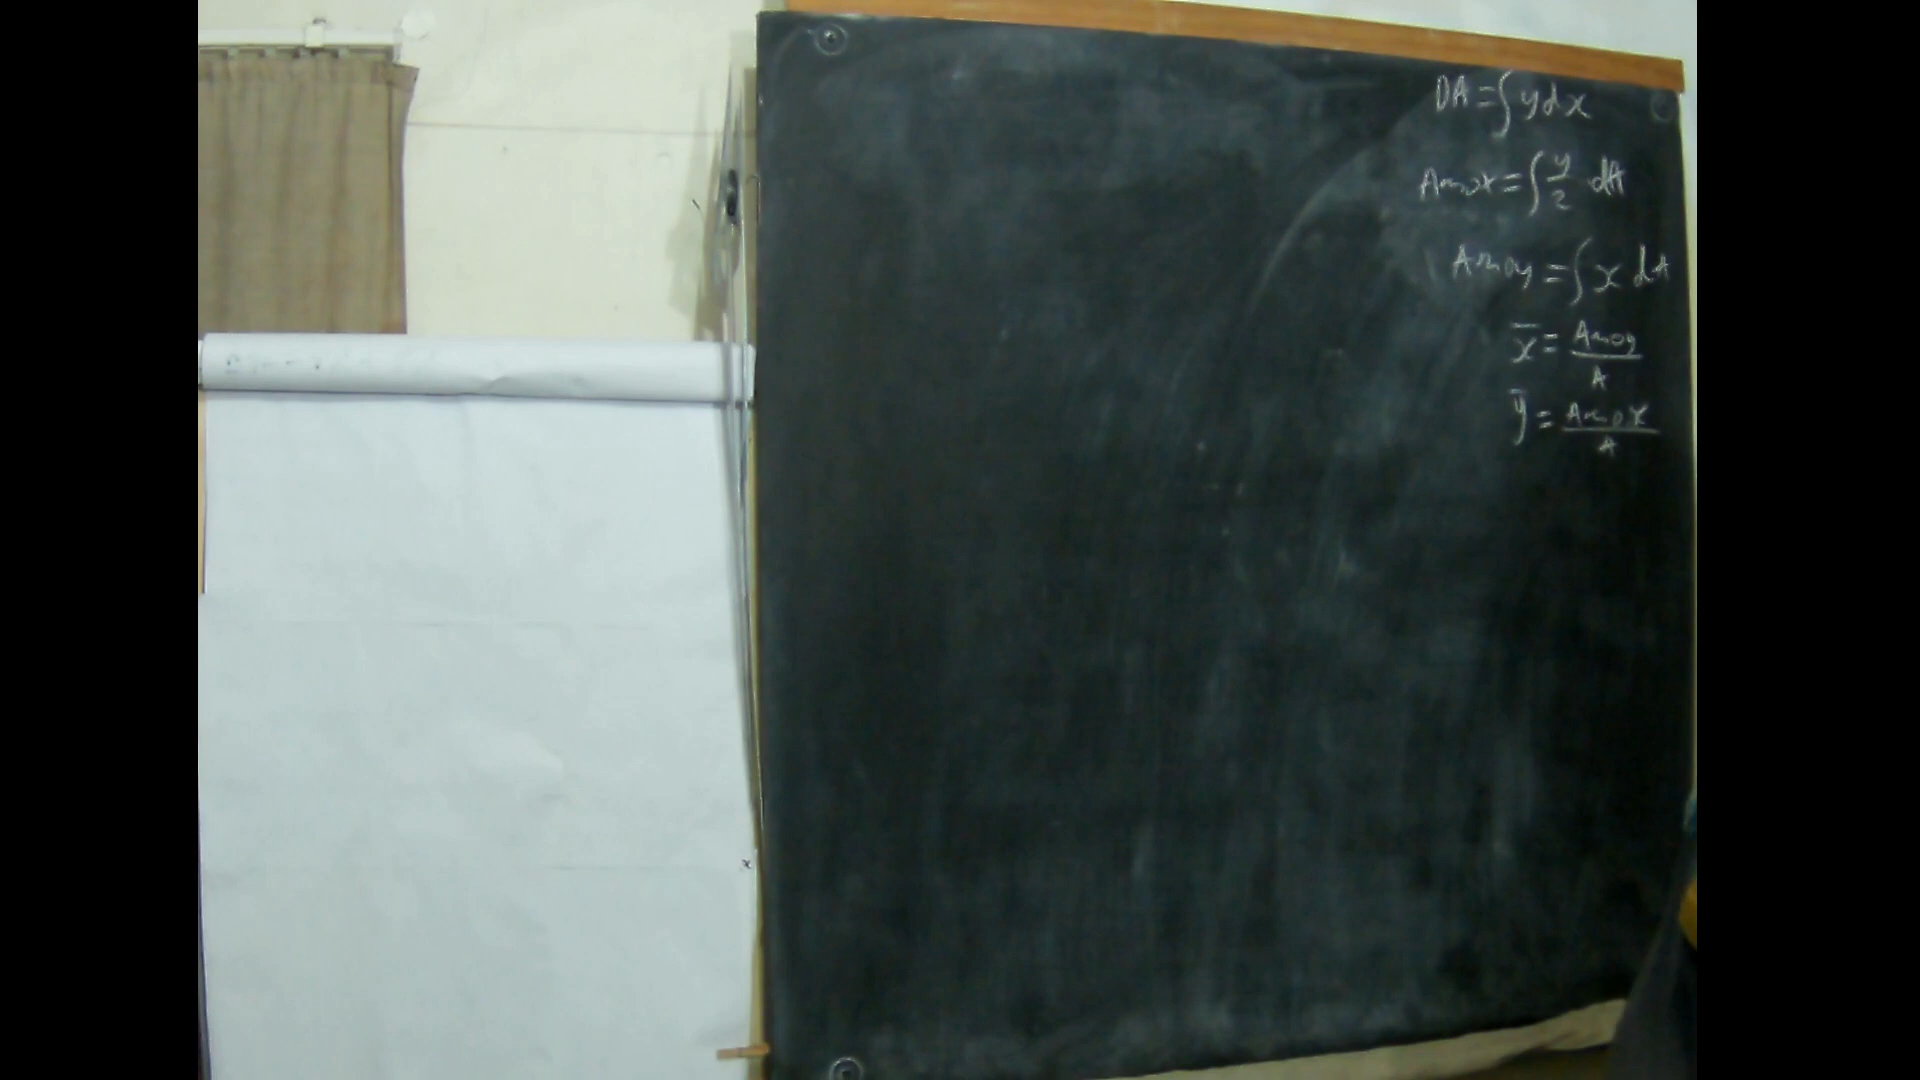 DA = ∫ y dx
Amox = ∫ y/2 dA
Amoy = ∫ x dA
x̄ = Amoy/A
ȳ = Amox/A